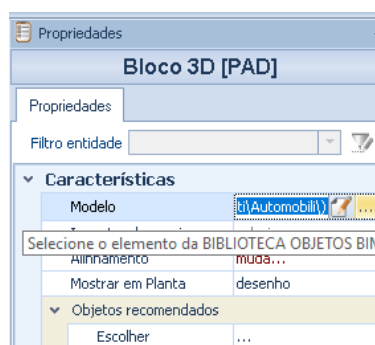 Propriedades
Bloco 3D [PAD]
Propriedades
Filtro entidade
Características
Modelo ti\Automobili\) ...
Selecione o elemento da BIBLIOTECA OBJETOS BIM
Alinhamento muda...
Mostrar em Planta desenho
Objetos recomendados
Escolher ...